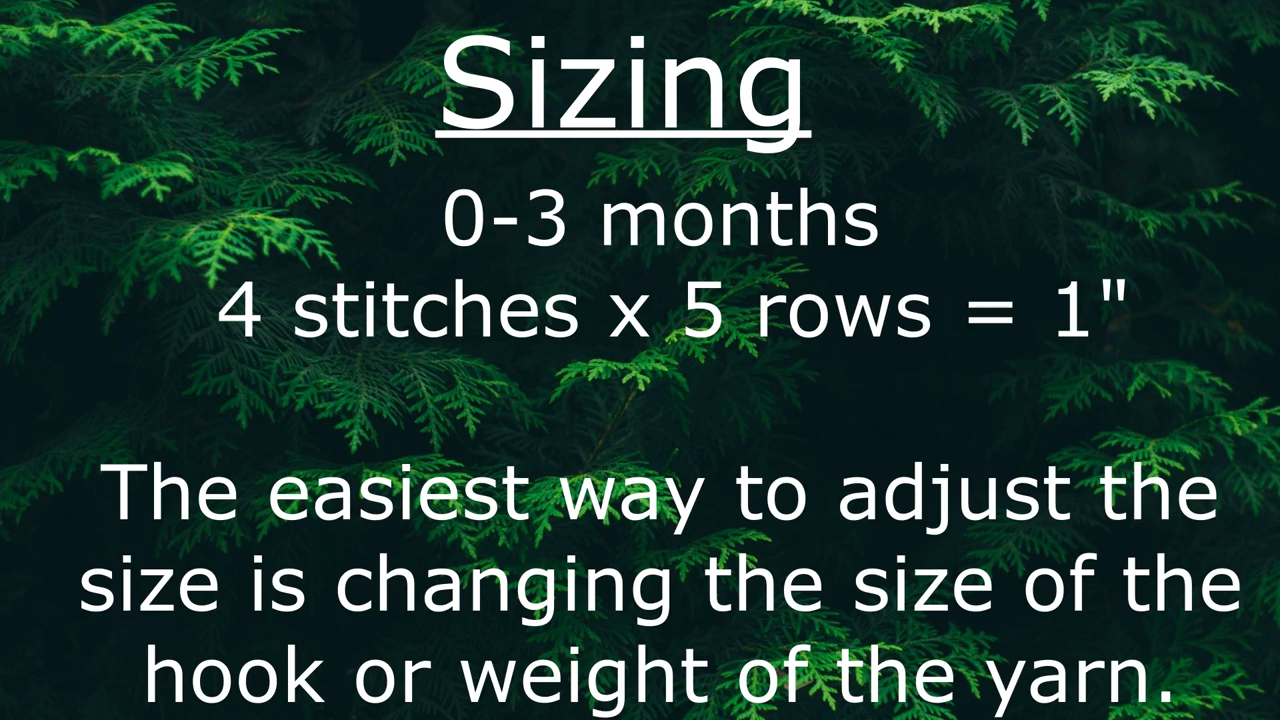 Sizing
0-3 months
4 stitches x 5 rows = 1"
The easiest way to adjust the
size is changing the size of the
hook or weight of the yarn.